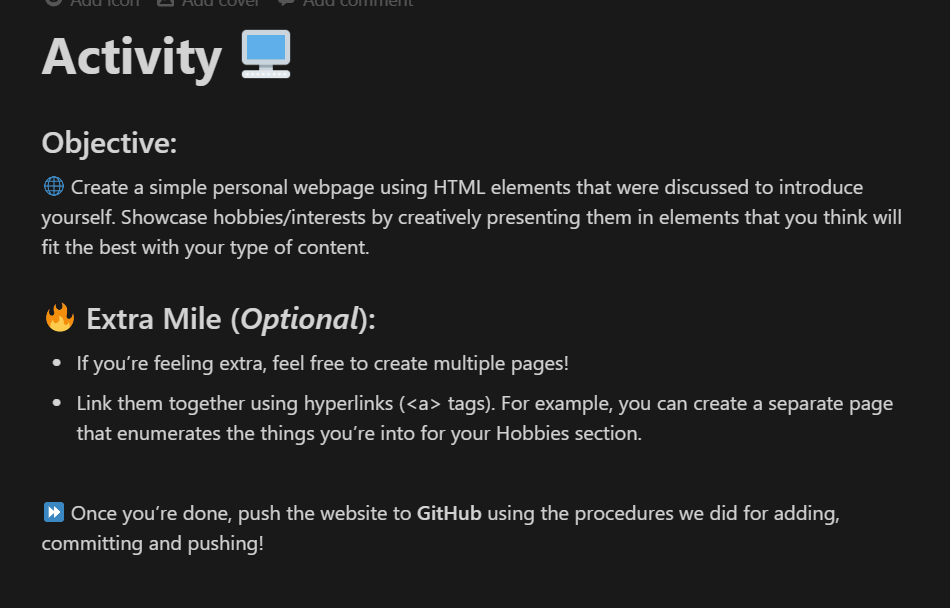 Add icon Add cover Add comment
Activity 🖥️
Objective:
🌐 Create a simple personal webpage using HTML elements that were discussed to introduce
yourself. Showcase hobbies/interests by creatively presenting them in elements that you think will
fit the best with your type of content.
🔥 Extra Mile (Optional):
• If you’re feeling extra, feel free to create multiple pages!
• Link them together using hyperlinks (<a> tags). For example, you can create a separate page
that enumerates the things you’re into for your Hobbies section.
⏩ Once you’re done, push the website to GitHub using the procedures we did for adding,
committing and pushing!